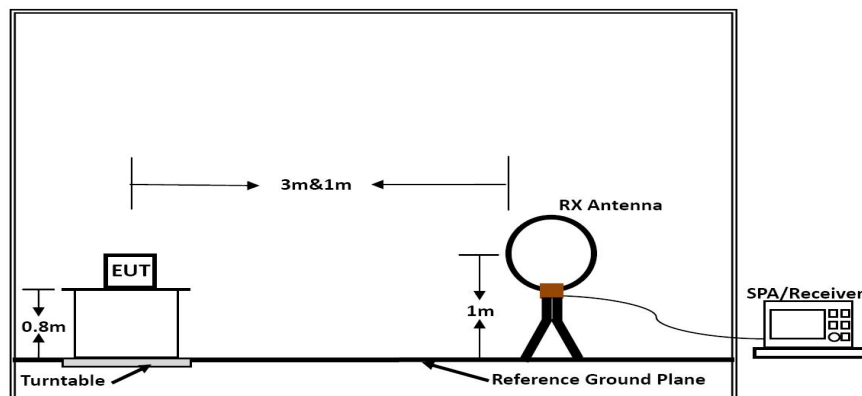 3m&1m
RX Antenna
EUT
SPA/Receiver
0.8m
1m
Turntable
Reference Ground Plane